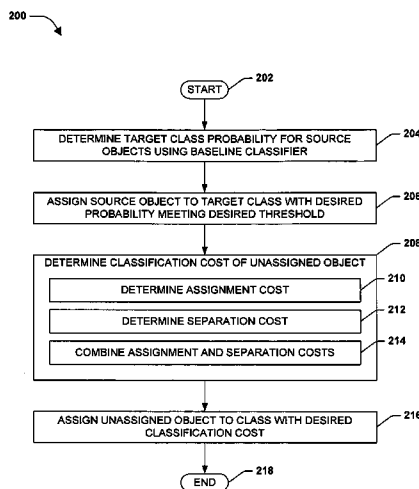 200
202
START
204
DETERMINE TARGET CLASS PROBABILITY FOR SOURCE
OBJECTS USING BASELINE CLASSIFIER
206
ASSIGN SOURCE OBJECT TO TARGET CLASS WITH DESIRED
PROBABILITY MEETING DESIRED THRESHOLD
208
DETERMINE CLASSIFICATION COST OF UNASSIGNED OBJECT
210
DETERMINE ASSIGNMENT COST
212
DETERMINE SEPARATION COST
214
COMBINE ASSIGNMENT AND SEPARATION COSTS
216
ASSIGN UNASSIGNED OBJECT TO CLASS WITH DESIRED
CLASSIFICATION COST
END
218